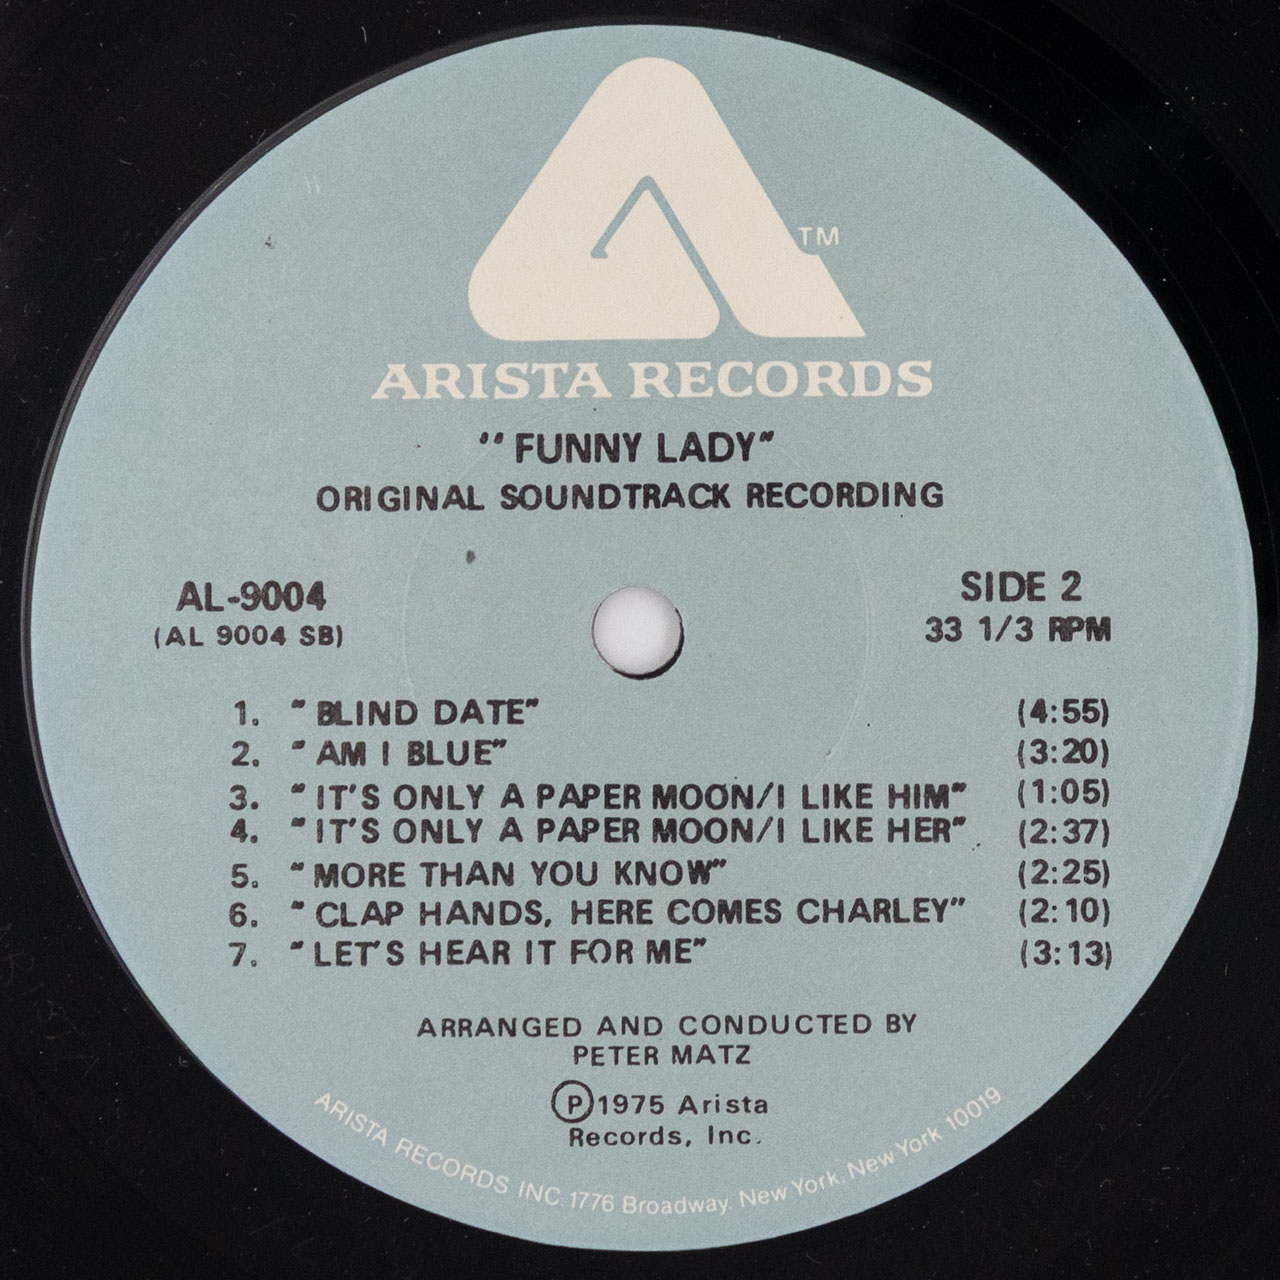 TM
ARISTA RECORDS
"FUNNY LADY"
ORIGINAL SOUNDTRACK RECORDING
AL-9004
(AL 9004 SB)
SIDE 2
33 1/3 RPM
1. "BLIND DATE" (4:55)
2. "AM I BLUE" (3:20)
3. "IT'S ONLY A PAPER MOON/I LIKE HIM" (1:05)
4. "IT'S ONLY A PAPER MOON/I LIKE HER" (2:37)
5. "MORE THAN YOU KNOW" (2:25)
6. "CLAP HANDS, HERE COMES CHARLEY" (2:10)
7. "LET'S HEAR IT FOR ME" (3:13)
ARRANGED AND CONDUCTED BY
PETER MATZ
Ⓟ1975 Arista
Records, Inc.
ARISTA RECORDS INC. 1776 Broadway, New York, New York 10019